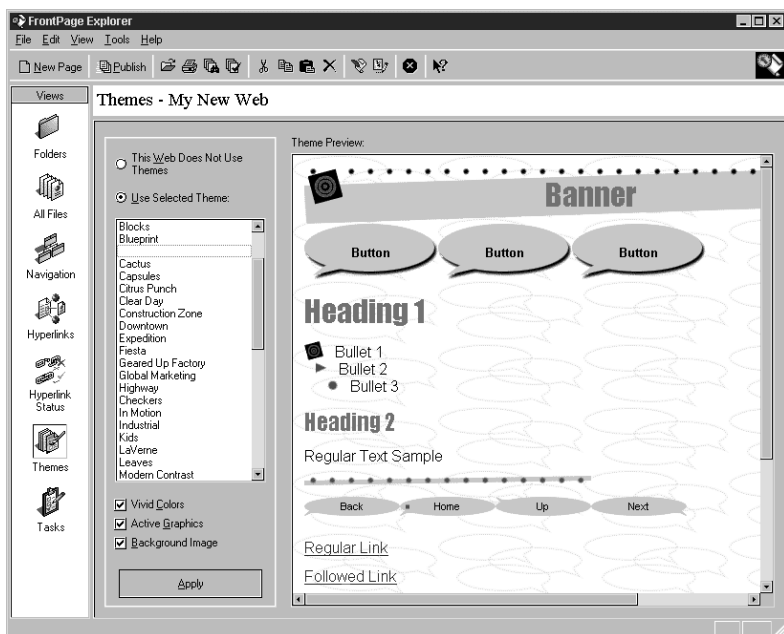 FrontPage Explorer
File Edit View Tools Help
New Page Publish
Views
Themes - My New Web
Folders
All Files
Navigation
Hyperlinks
Hyperlink
Status
Themes
Tasks
This Web Does Not Use
Themes
Use Selected Theme:
Blocks
Blueprint
Cactus
Capsules
Citrus Punch
Clear Day
Construction Zone
Downtown
Expedition
Fiesta
Geared Up Factory
Global Marketing
Highway
Checkers
In Motion
Industrial
Kids
LaVerne
Leaves
Modern Contrast
Vivid Colors
Active Graphics
Background Image
Apply
Theme Preview:
Banner
Button Button Button
Heading 1
Bullet 1
Bullet 2
Bullet 3
Heading 2
Regular Text Sample
Back Home Up Next
Regular Link
Followed Link